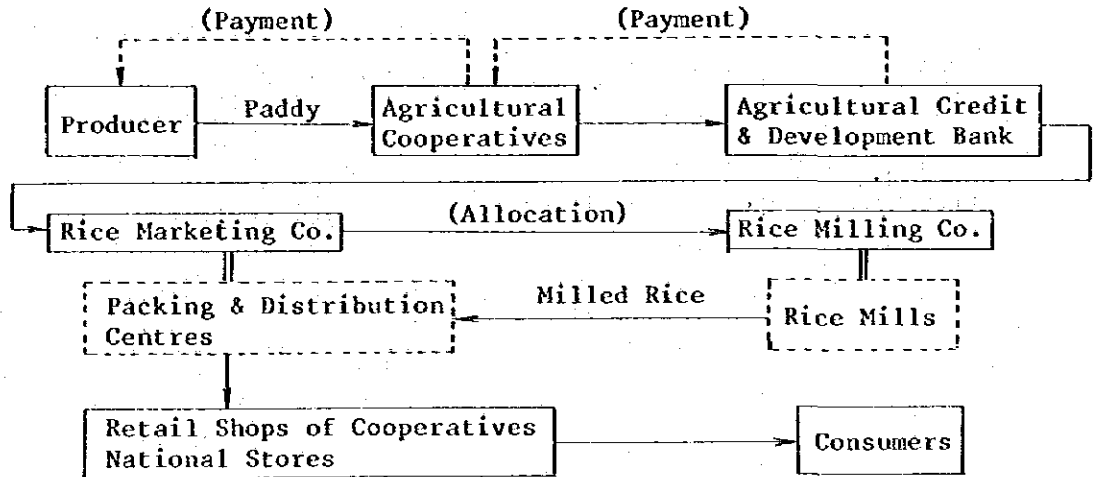 (Payment)
(Payment)
Producer
Paddy
Agricultural
Cooperatives
Agricultural Credit
& Development Bank
Rice Marketing Co.
(Allocation)
Rice Milling Co.
Packing & Distribution
Centres
Milled Rice
Rice Mills
Retail Shops of Cooperatives
National Stores
Consumers